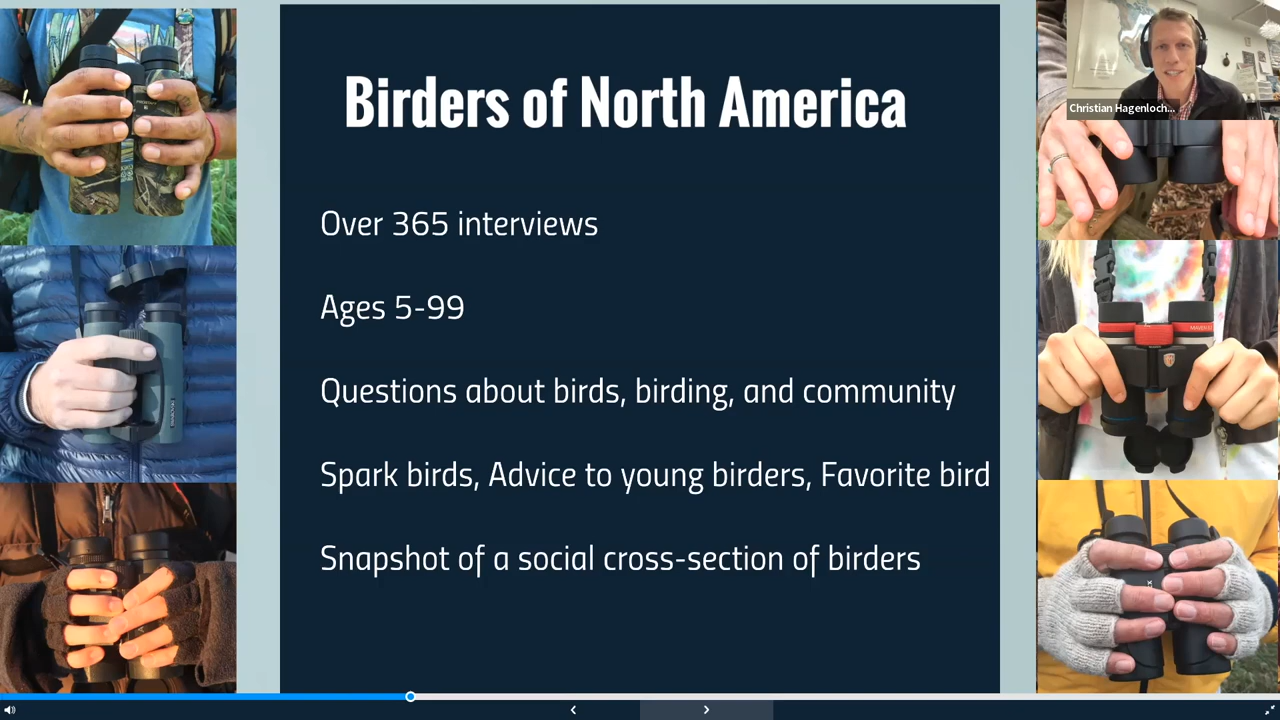 Birders of North America
Christian Hagenloch...
Over 365 interviews
Ages 5-99
Questions about birds, birding, and community
MAVEN
Spark birds, Advice to young birders, Favorite bird
Snapshot of a social cross-section of birders